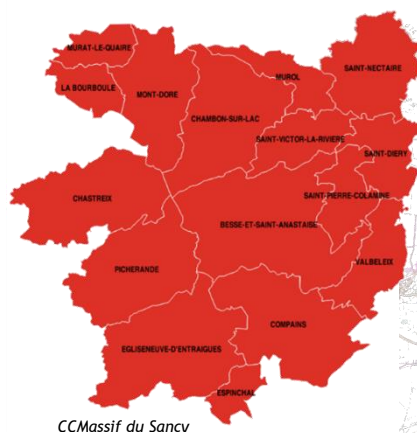 MURAT-LE-QUAIRE
LA BOURBOULE
MONT-DORE
MUROL
SAINT-NECTAIRE
CHAMBON-SUR-LAC
SAINT-VICTOR-LA-RIVIERE
SAINT-DIERY
CHASTREIX
SAINT-PIERRE-COLAMINE
BESSE-ET-SAINT-ANASTAISE
VALBELEIX
PICHERANDE
COMPAINS
EGLISENEUVE-D'ENTRAIGUES
ESPINCHAL
CCMassif du Sancy